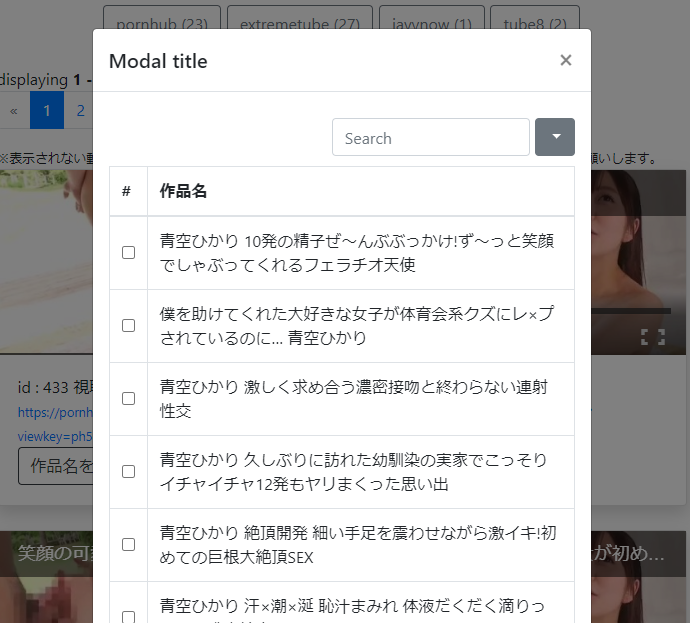 pornhub (23) extremetube (27) javynow (1) tube8 (2)
Modal title ×
displaying 1 -
« 1 2
Search
※表示されない動
願いします。
# 作品名
青空ひかり 10発の精子ぜ～んぶぶっかけ!ず～っと笑顔
でしゃぶってくれるフェラチオ天使
僕を助けてくれた大好きな女子が体育会系クズにレ×プ
されているのに... 青空ひかり
id : 433 視聴
青空ひかり 激しく求め合う濃密接吻と終わらない連射
https://pornh
性交
viewkey=ph5
作品名を
青空ひかり 久しぶりに訪れた幼馴染の実家でこっそり
イチャイチャ12発もヤリまくった思い出
青空ひかり 絶頂開発 細い手足を震わせながら激イキ!初
めての巨根大絶頂SEX
笑顔の可
が初め...
青空ひかり 汗×潮×涎 恥汁まみれ 体液だくだく滴りっ